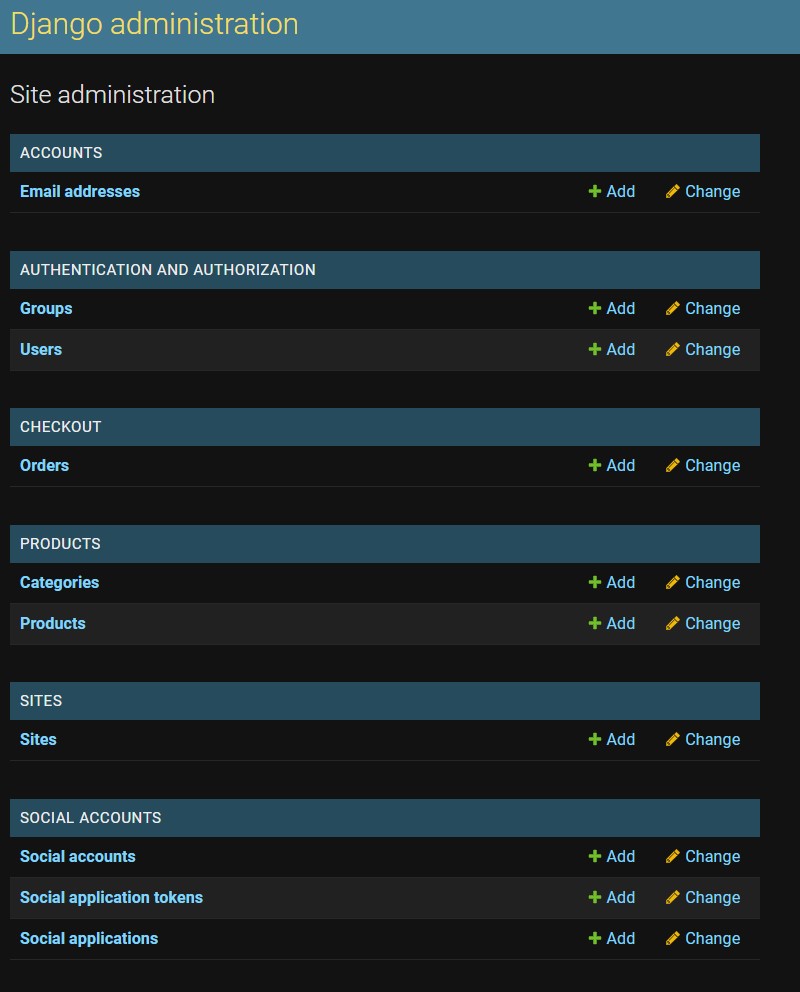 Django administration
Site administration
ACCOUNTS
Email addresses Add Change
AUTHENTICATION AND AUTHORIZATION
Groups Add Change
Users Add Change
CHECKOUT
Orders Add Change
PRODUCTS
Categories Add Change
Products Add Change
SITES
Sites Add Change
SOCIAL ACCOUNTS
Social accounts Add Change
Social application tokens Add Change
Social applications Add Change